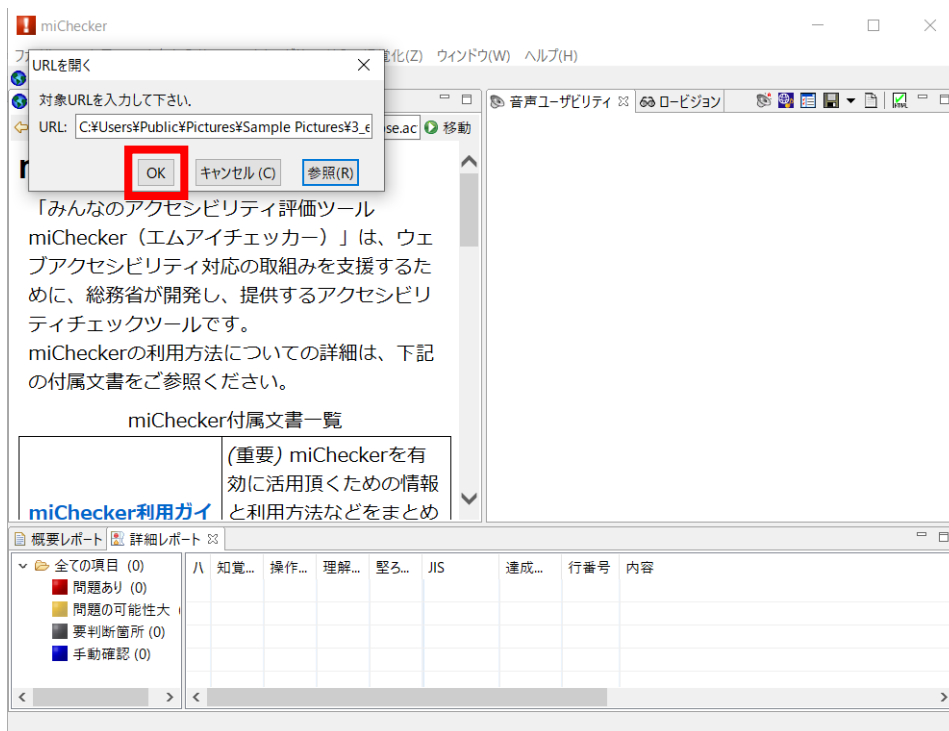 miChecker
化(Z) ウィンドウ(W) ヘルプ(H)
URLを開く
対象URLを入力して下さい.
URL: C:¥Users¥Public¥Pictures¥Sample Pictures¥3_e
OK キャンセル (C) 参照(R)
se.ac 移動
音声ユーザビリティ ロービジョン
「みんなのアクセシビリティ評価ツール
miChecker（エムアイチェッカー）」は、ウェ
ブアクセシビリティ対応の取組みを支援するた
めに、総務省が開発し、提供するアクセシビリ
ティチェックツールです。
miCheckerの利用方法についての詳細は、下記
の付属文書をご参照ください。
miChecker付属文書一覧
miChecker利用ガイ
(重要) miCheckerを有
効に活用頂くための情報
と利用方法などをまとめ
概要レポート 詳細レポート
全ての項目 (0)
問題あり (0)
問題の可能性大
要判断箇所 (0)
手動確認 (0)
ハ 知覚... 操作... 理解... 堅ろ... JIS 達成... 行番号 内容